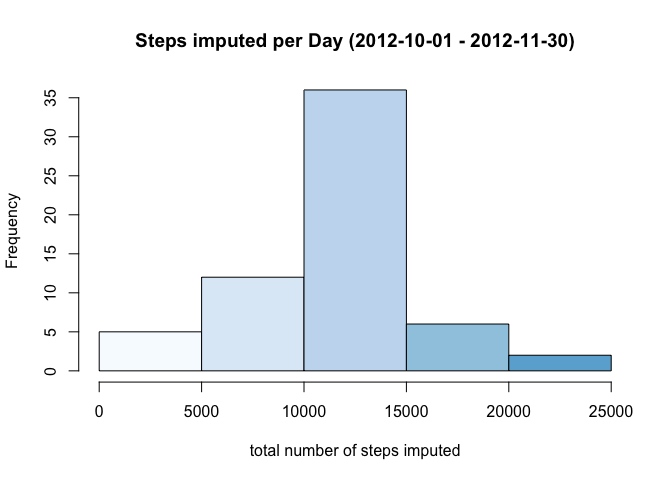 Steps imputed per Day (2012-10-01 - 2012-11-30)
Frequency
35
30
25
20
15
10
5
0
0 5000 10000 15000 20000 25000
total number of steps imputed